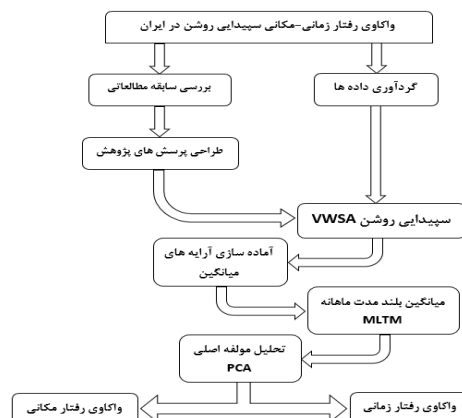 واکاوی رفتار زمانی-مکانی سپیدایی روشن در ایران
گردآوری داده ها
بررسی سابقه مطالعاتی
طراحی پرسش های پژوهش
سپیدایی روشن VWSA
آماده سازی آرایه های
میانگین
میانگین بلند مدت ماهانه
MLTM
تحلیل مولفه اصلی
PCA
واکاوی رفتار زمانی
واکاوی رفتار مکانی